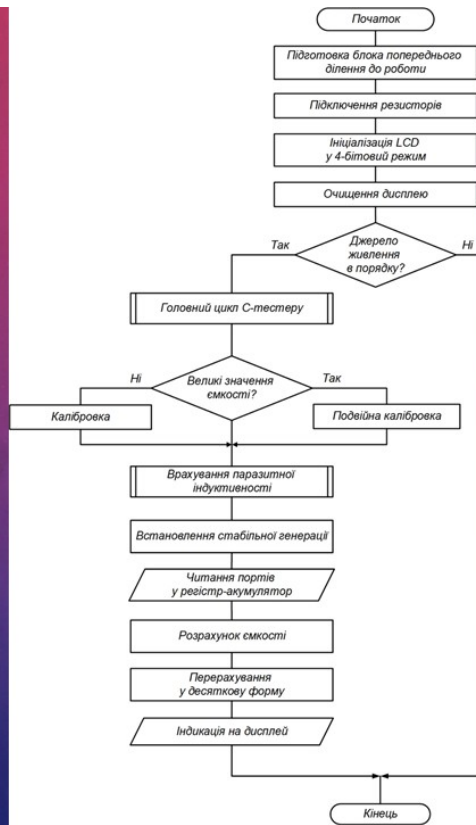 Початок
Підготовка блока попереднього
ділення до роботи
Підключення резисторів
Ініціалізація LCD
у 4-бітовий режим
Очищення дисплею
Так
Джерело
живлення
в порядку?
Ні
Головний цикл С-тестеру
Ні
Великі значення
ємкості?
Так
Калібровка
Подвійна калібровка
Врахування паразитної
індуктивності
Встановлення стабільної генерації
Читання портів
у регістр-акумулятор
Розрахунок ємкості
Перерахування
у десяткову форму
Індикація на дисплей
Кінець